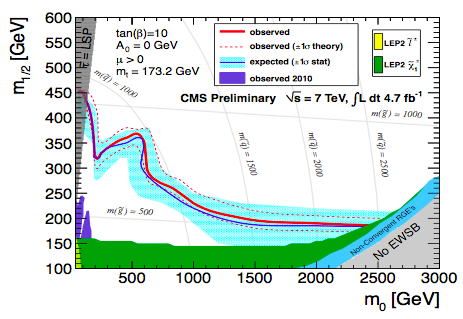 m₁/₂ [GeV]
600
550
500
450
400
350
300
250
200
150
100
= LSP
tan(β)=10
A₀ = 0 GeV
μ > 0
mₜ = 173.2 GeV
observed
observed (±1σ theory)
expected (±1σ stat)
observed 2010
LEP2 τ̃±
LEP2 χ̃₁±
CMS Preliminary √s = 7 TeV, ∫L dt 4.7 fb⁻¹
m(q̃) = 1000
m(q̃) = 1500
m(q̃) = 2000
m(q̃) = 2500
m(g̃) = 1000
m(g̃) = 500
Non-Convergent RGE's
No EWSB
500
1000
1500
2000
2500
3000
m₀ [GeV]